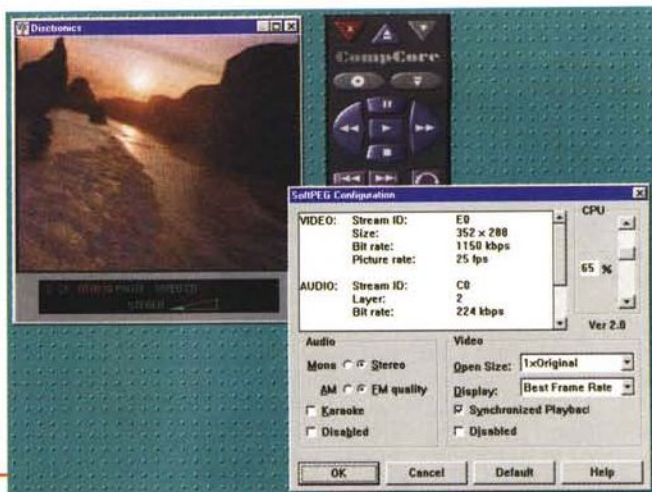 Disctronics
CompCore
SoftPEG Configuration
VIDEO: Stream ID: E0
Size: 352 x 288
Bit rate: 1150 kbps
Picture rate: 25 fps
AUDIO: Stream ID: C0
Layer: 2
Bit rate: 224 kbps
CPU
65 %
Ver 2.0
Audio
Mono Stereo
AM FM quality
Karaoke
Disabled
Video
Open Size: 1xOriginal
Display: Best Frame Rate
Synchronized Playback
Disabled
OK Cancel Default Help
STEREO